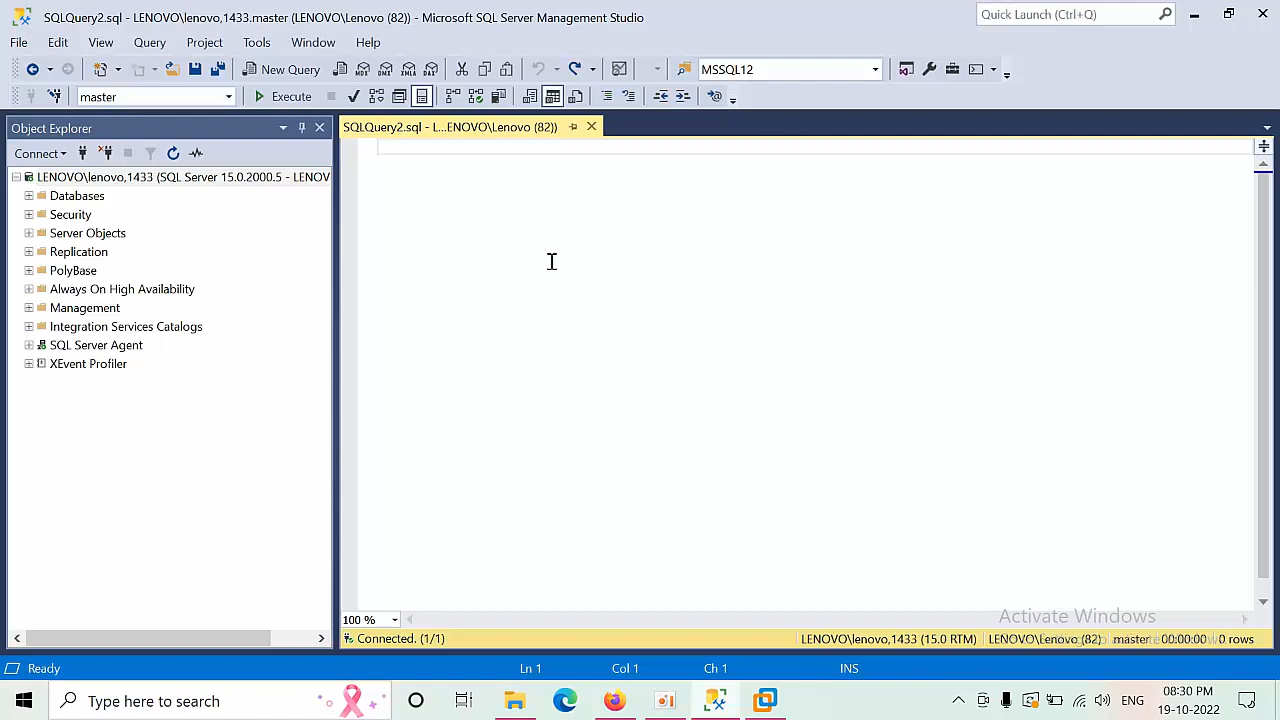 SQLQuery2.sql - LENOVO\lenovo,1433.master (LENOVO\Lenovo (82)) - Microsoft SQL Server Management Studio
Quick Launch (Ctrl+Q)
File Edit View Query Project Tools Window Help
New Query MDX DMX XMLA DAX MSSQL12
master Execute
Object Explorer
SQLQuery2.sql - L...ENOVO\Lenovo (82))
Connect
LENOVO\lenovo,1433 (SQL Server 15.0.2000.5 - LENOV
Databases
Security
Server Objects
Replication
PolyBase
Always On High Availability
Management
Integration Services Catalogs
SQL Server Agent
XEvent Profiler
100 %
Activate Windows
Connected. (1/1) LENOVO\lenovo,1433 (15.0 RTM) LENOVO\Lenovo (82) master 00:00:00 0 rows
Ready Ln 1 Col 1 Ch 1 INS
Type here to search
ENG
08:30 PM
19-10-2022